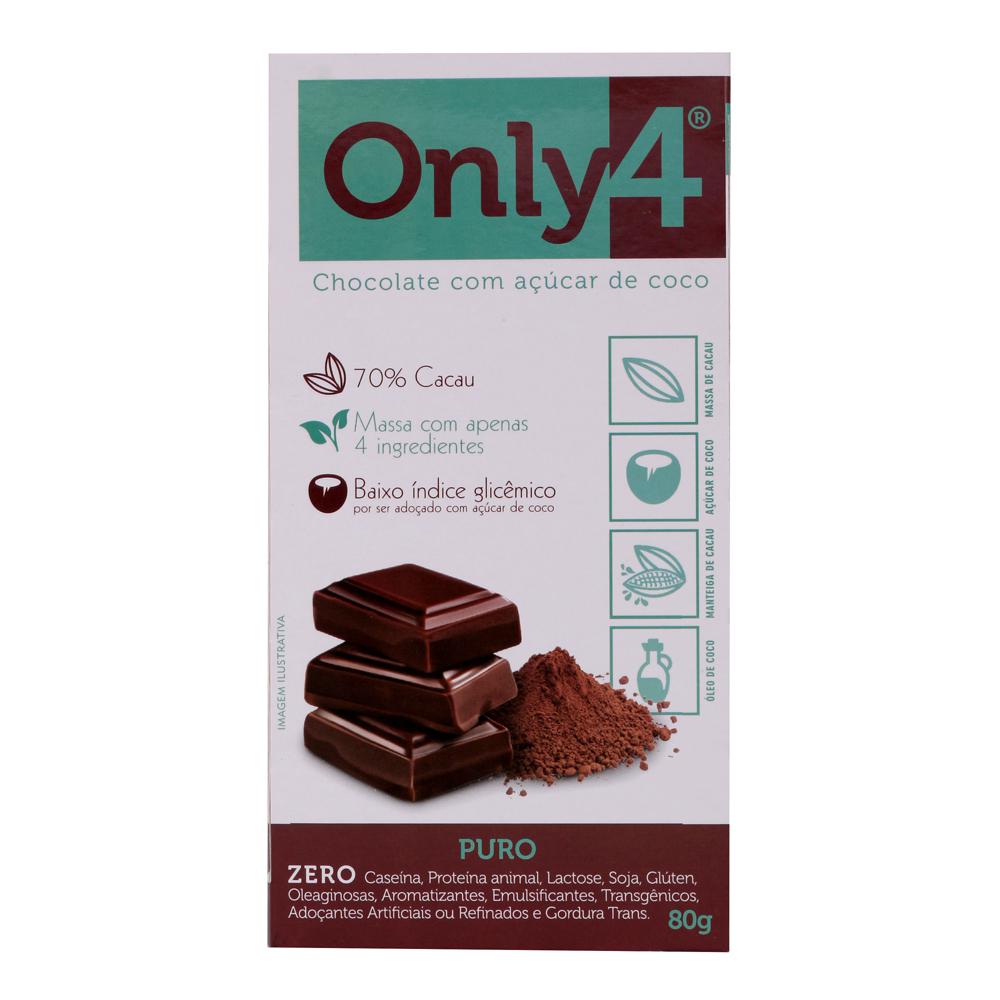 Only4®
Chocolate com açúcar de coco
70% Cacau
Massa com apenas
4 ingredientes
Baixo índice glicêmico
por ser adoçado com açúcar de coco
MASSA DE CACAU
AÇÚCAR DE COCO
MANTEIGA DE CACAU
ÓLEO DE COCO
IMAGEM ILUSTRATIVA
PURO
ZERO Caseína, Proteína animal, Lactose, Soja, Glúten,
Oleaginosas, Aromatizantes, Emulsificantes, Transgênicos,
Adoçantes Artificiais ou Refinados e Gordura Trans. 80g